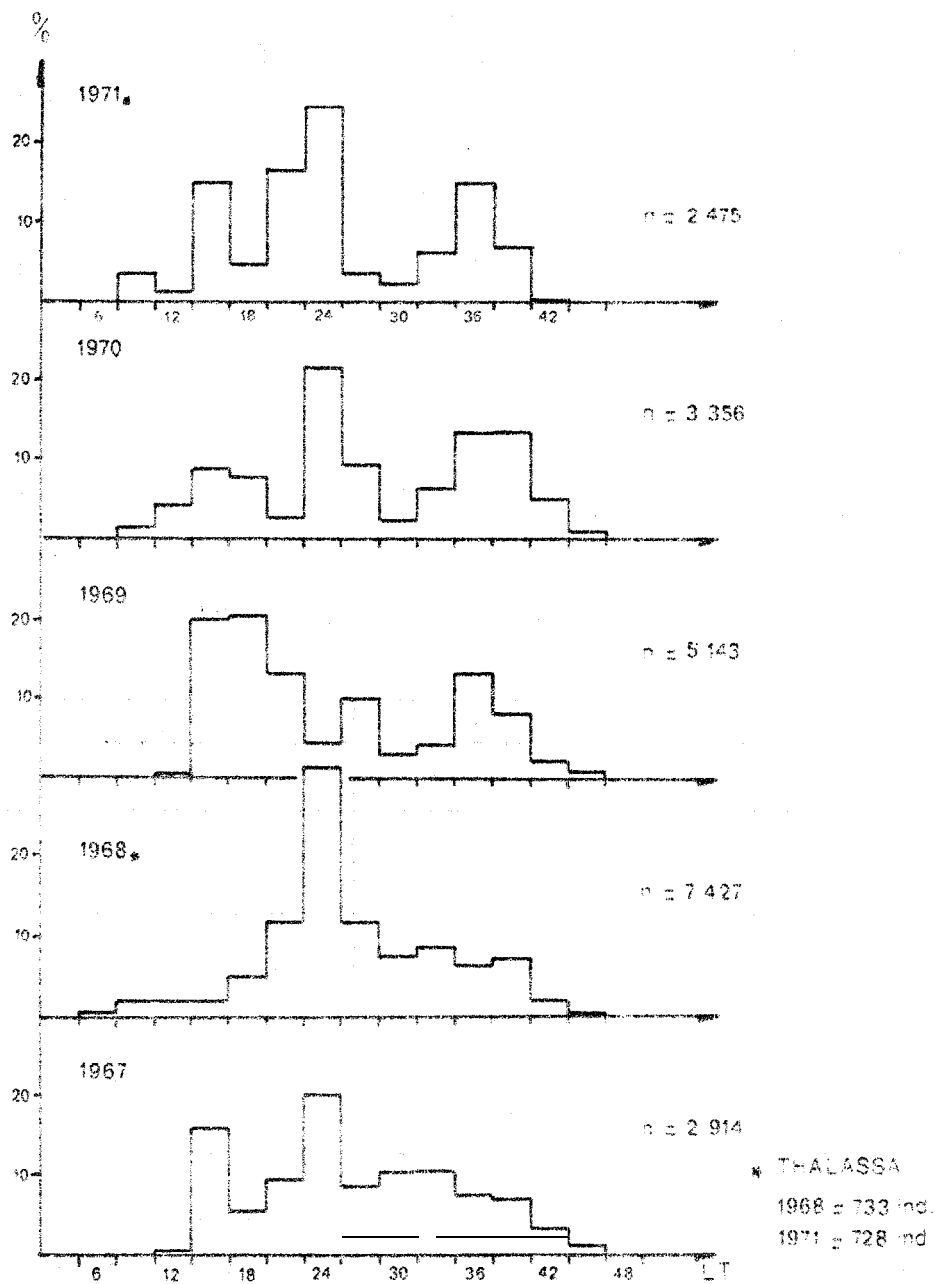 %
1971*
20
10
n = 2 475
6 12 18 24 30 36 42
1970
20
10
n = 3 356
1969
20
10
n = 5 143
1968*
20
10
n = 7 427
1967
20
10
n = 2 914
* THALASSA
1968 = 733 ind.
1971 = 728 ind
6 12 18 24 30 36 42 48 LT